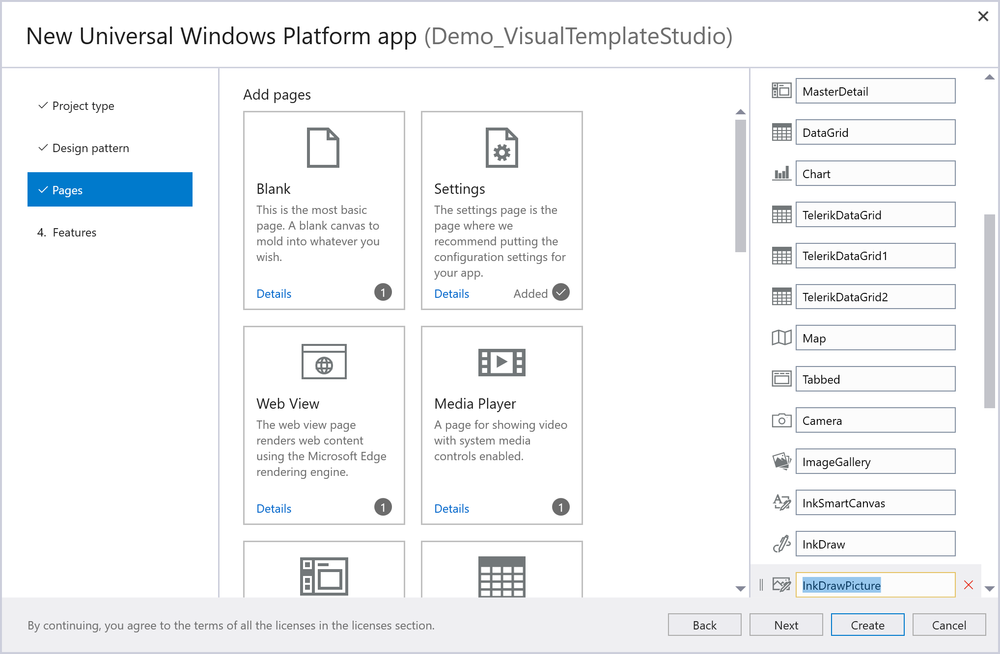 New Universal Windows Platform app (Demo_VisualTemplateStudio)
Project type
Design pattern
Pages
4. Features
Add pages
Blank
This is the most basic
page. A blank canvas to
mold into whatever you
wish.
Details
1
Settings
The settings page is the
page where we
recommend putting the
configuration settings for
your app.
Details
Added
Web View
The web view page
renders web content
using the Microsoft Edge
rendering engine.
Details
1
Media Player
A page for showing video
with system media
controls enabled.
Details
1
MasterDetail
DataGrid
Chart
TelerikDataGrid
TelerikDataGrid1
TelerikDataGrid2
Map
Tabbed
Camera
ImageGallery
InkSmartCanvas
InkDraw
InkDrawPicture
By continuing, you agree to the terms of all the licenses in the licenses section.
Back
Next
Create
Cancel